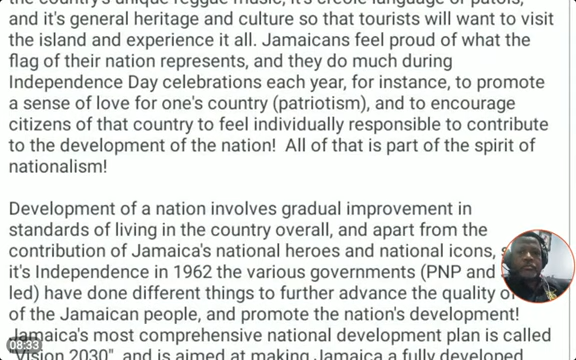 the country's unique reggae music, it's creole language of patois,
and it's general heritage and culture so that tourists will want to visit
the island and experience it all. Jamaicans feel proud of what the
flag of their nation represents, and they do much during
Independence Day celebrations each year, for instance, to promote
a sense of love for one's country (patriotism), and to encourage
citizens of that country to feel individually responsible to contribute
to the development of the nation!  All of that is part of the spirit of
nationalism!
Development of a nation involves gradual improvement in
standards of living in the country overall, and apart from the
contribution of Jamaica's national heroes and national icons,
it's Independence in 1962 the various governments (PNP and
led) have done different things to further advance the quality
of the Jamaican people, and promote the nation's development!
Jamaica's most comprehensive national development plan is called
"Vision 2030", and is aimed at making Jamaica a fully developed
08:33